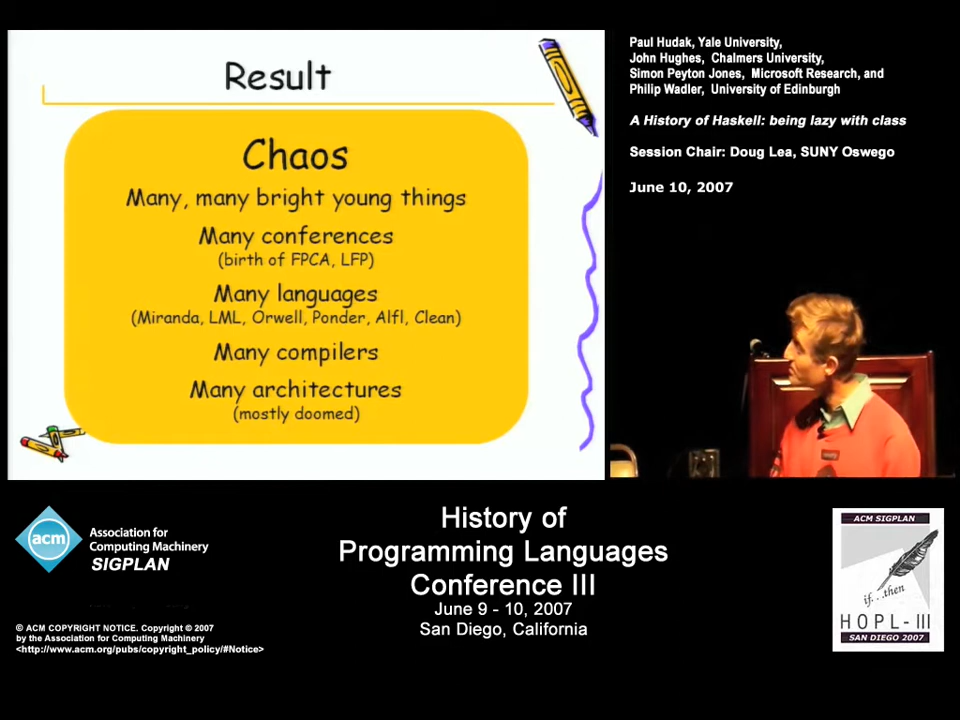 Result
Chaos
Many, many bright young things
Many conferences
(birth of FPCA, LFP)
Many languages
(Miranda, LML, Orwell, Ponder, Alfl, Clean)
Many compilers
Many architectures
(mostly doomed)
Paul Hudak, Yale University,
John Hughes, Chalmers University,
Simon Peyton Jones, Microsoft Research, and
Philip Wadler, University of Edinburgh
A History of Haskell: being lazy with class
Session Chair: Doug Lea, SUNY Oswego
June 10, 2007
acm
Association for
Computing Machinery
SIGPLAN
© ACM COPYRIGHT NOTICE. Copyright © 2007
by the Association for Computing Machinery
<http://www.acm.org/pubs/copyright_policy/#Notice>
History of
Programming Languages
Conference III
June 9 - 10, 2007
San Diego, California
ACM SIGPLAN
if...then
HOPL-III
SAN DIEGO 2007